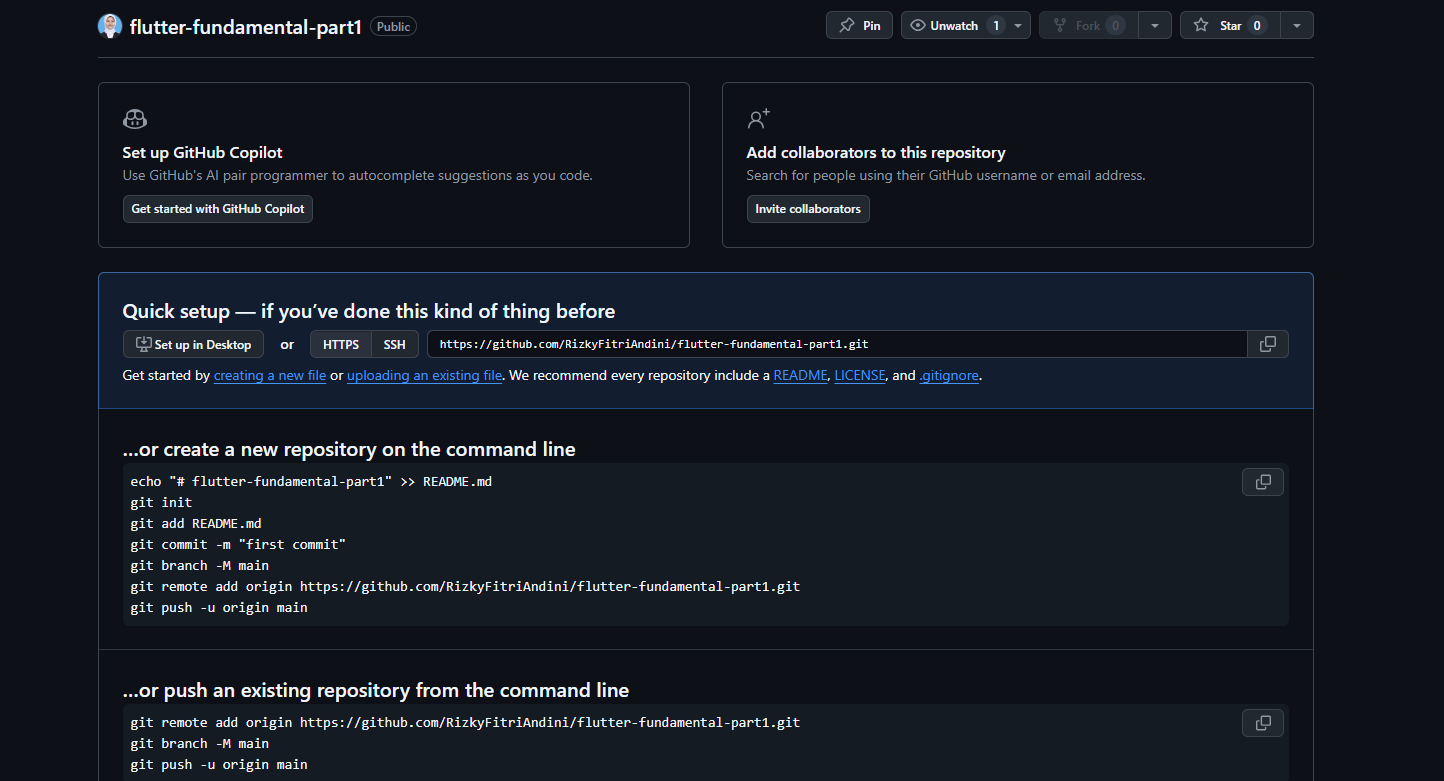 flutter-fundamental-part1 Public Pin Unwatch 1 Fork 0 Star 0
Set up GitHub Copilot
Use GitHub's AI pair programmer to autocomplete suggestions as you code.
Get started with GitHub Copilot
Add collaborators to this repository
Search for people using their GitHub username or email address.
Invite collaborators
Quick setup — if you’ve done this kind of thing before
Set up in Desktop or HTTPS SSH https://github.com/RizkyFitriAndini/flutter-fundamental-part1.git
Get started by creating a new file or uploading an existing file. We recommend every repository include a README, LICENSE, and .gitignore.
…or create a new repository on the command line
echo "# flutter-fundamental-part1" >> README.md
git init
git add README.md
git commit -m "first commit"
git branch -M main
git remote add origin https://github.com/RizkyFitriAndini/flutter-fundamental-part1.git
git push -u origin main
…or push an existing repository from the command line
git remote add origin https://github.com/RizkyFitriAndini/flutter-fundamental-part1.git
git branch -M main
git push -u origin main